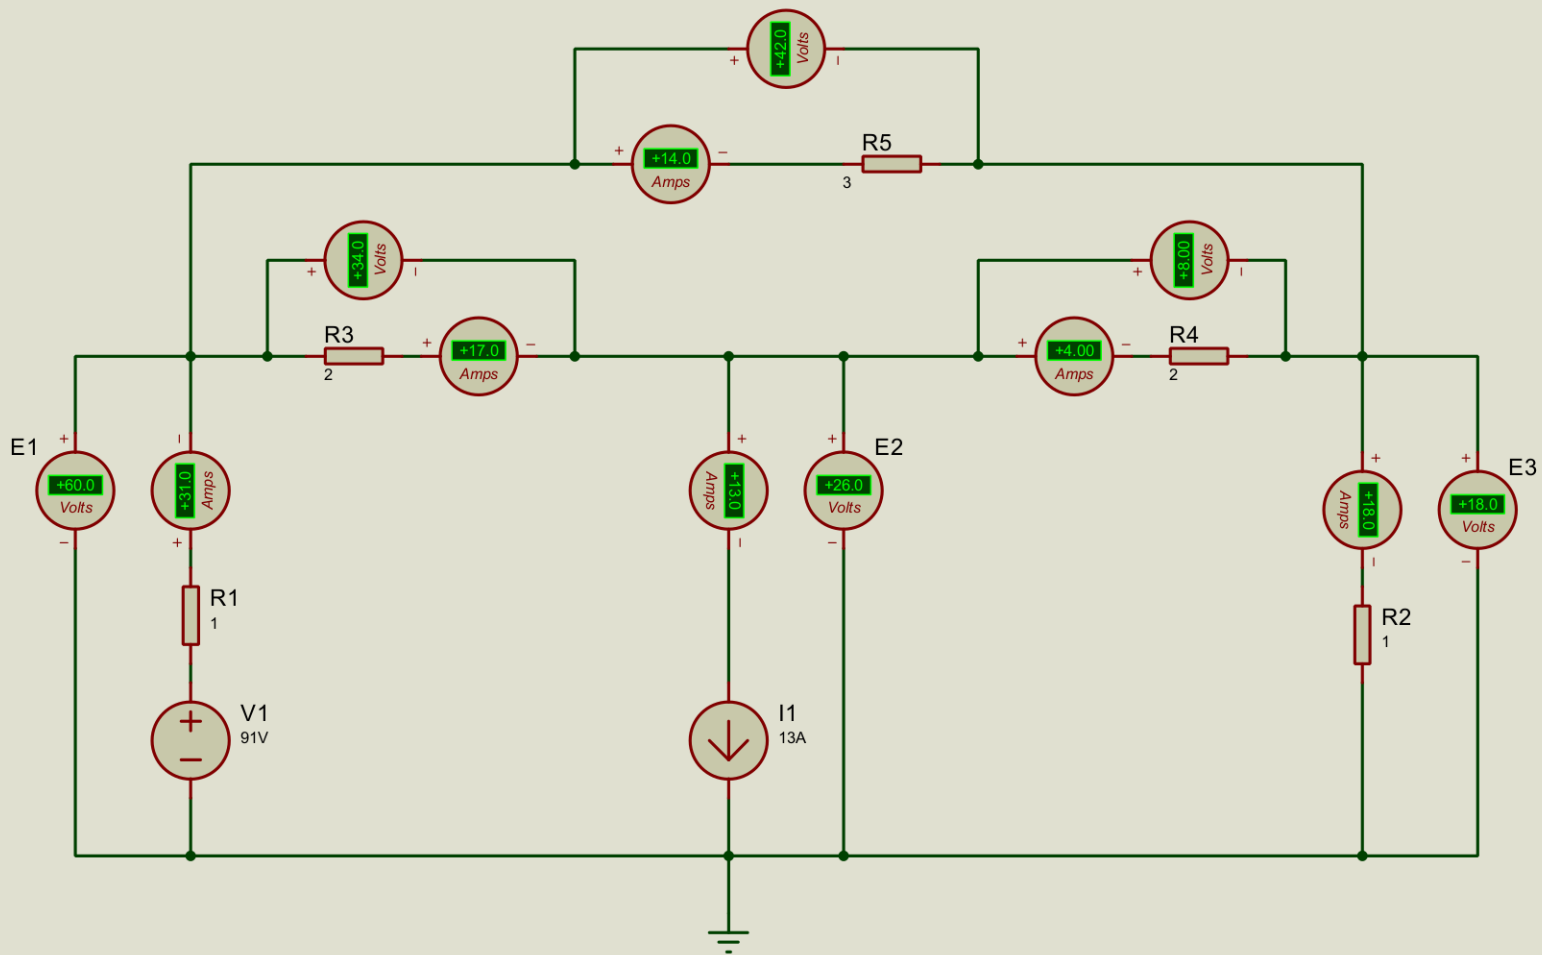 +42.0
Volts
+ −
R5
+ −
+14.0
Amps
3
+34.0
Volts
+ −
+8.00
Volts
+ −
R3
+ −
+17.0
Amps
2
R4
+ −
+4.00
Amps
2
E1
+
+60.0
Volts
−
−
+31.0
Amps
+
+
+13.0
Amps
−
E2
+
+26.0
Volts
−
+
+18.0
Amps
−
E3
+
+18.0
Volts
−
R1
1
R2
1
V1
91V
+
−
I1
13A